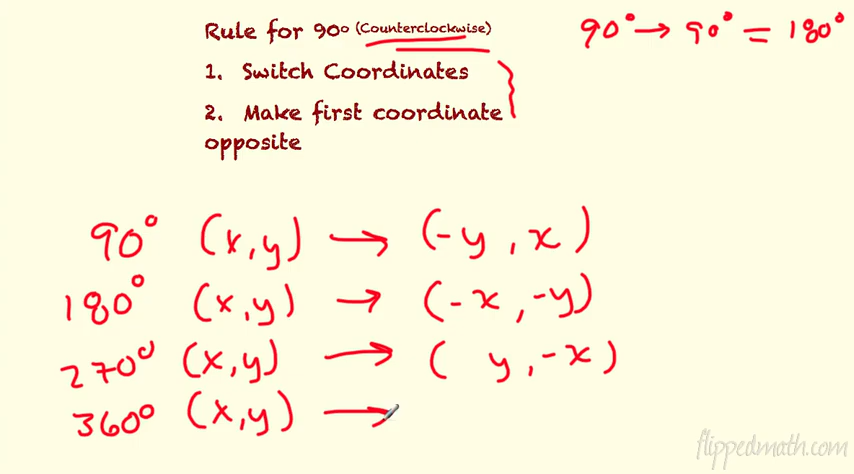 Rule for 90° (Counterclockwise)
90° → 90° = 180°
1. Switch Coordinates
2. Make first coordinate
opposite
90° (x,y) → (-y, x)
180° (x,y) → (-x, -y)
270° (x,y) → ( y, -x)
360° (x,y) →
flippedmath.com